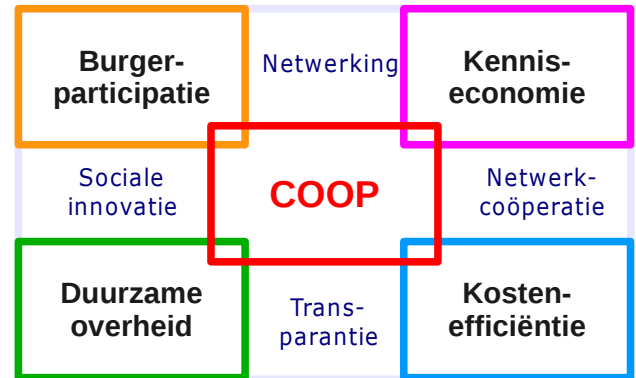 Burger-
participatie
Netwerking
Kennis-
economie
Sociale
innovatie
COOP
Netwerk-
coöperatie
Duurzame
overheid
Trans-
parantie
Kosten-
efficiëntie